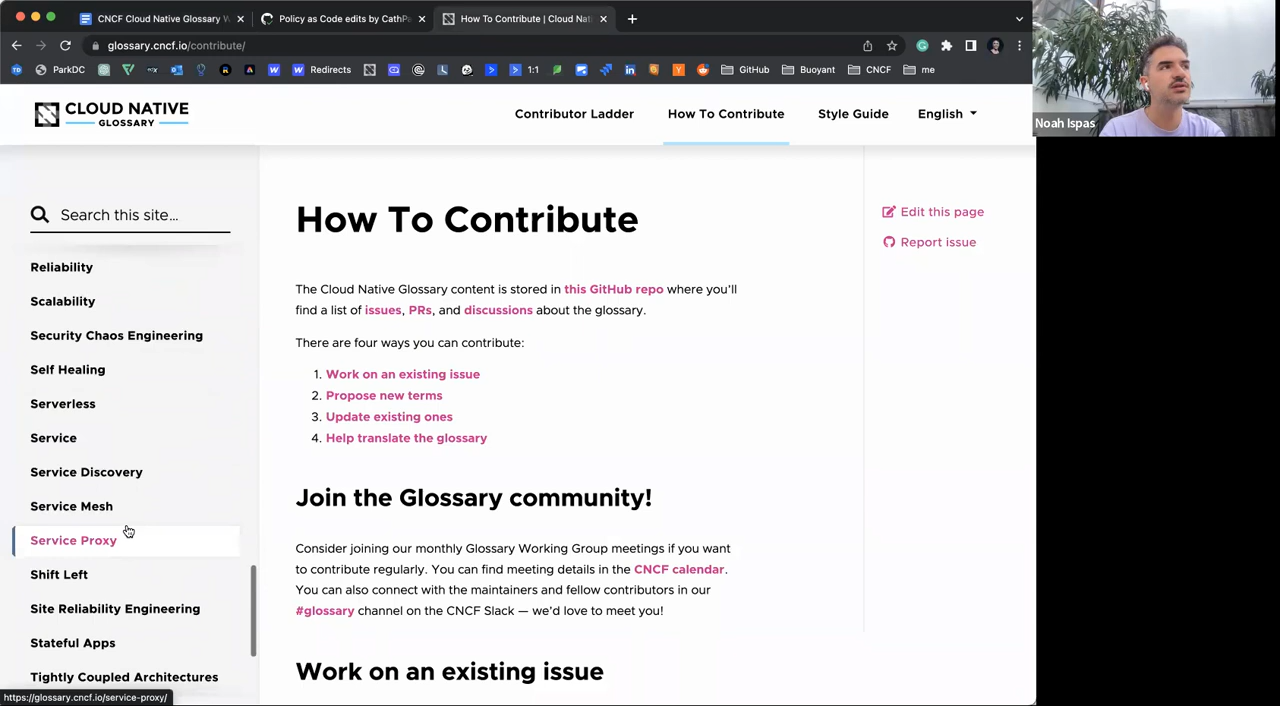 CNCF Cloud Native Glossary W
Policy as Code edits by CathPa
How To Contribute | Cloud Nati
glossary.cncf.io/contribute/
ParkDC
Redirects
1:1
GitHub
Buoyant
CNCF
me
CLOUD NATIVE
GLOSSARY
Contributor Ladder
How To Contribute
Style Guide
English
Noah Ispas
Search this site...
Reliability
Scalability
Security Chaos Engineering
Self Healing
Serverless
Service
Service Discovery
Service Mesh
Service Proxy
Shift Left
Site Reliability Engineering
Stateful Apps
Tightly Coupled Architectures
https://glossary.cncf.io/service-proxy/
How To Contribute
The Cloud Native Glossary content is stored in this GitHub repo where you'll
find a list of issues, PRs, and discussions about the glossary.
There are four ways you can contribute:
1. Work on an existing issue
2. Propose new terms
3. Update existing ones
4. Help translate the glossary
Join the Glossary community!
Consider joining our monthly Glossary Working Group meetings if you want
to contribute regularly. You can find meeting details in the CNCF calendar.
You can also connect with the maintainers and fellow contributors in our
#glossary channel on the CNCF Slack — we'd love to meet you!
Work on an existing issue
Edit this page
Report issue